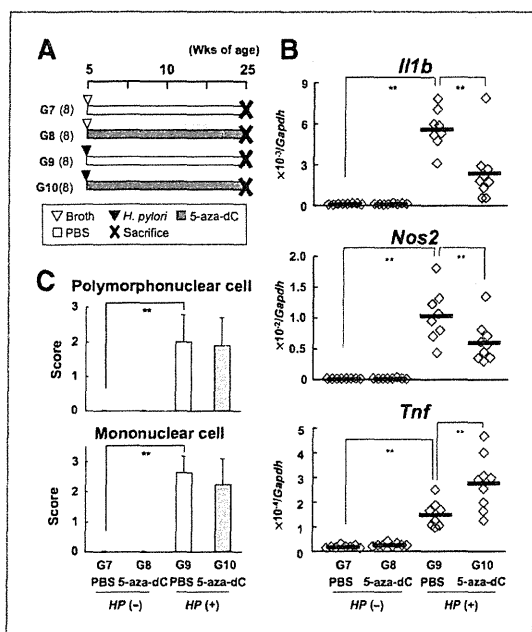 A
(Wks of age)
5 10 25
G7 (8)
G8 (8)
G9 (8)
G10(8)
Broth H. pylori 5-aza-dC
PBS Sacrifice
B
Il1b
×10⁻³/Gapdh
9
6
3
0
** **
Nos2
×10⁻²/Gapdh
2.0
1.5
1.0
0.5
0
** **
Tnf
×10⁻⁴/Gapdh
5
4
3
2
1
0
** **
G7 G8 G9 G10
PBS 5-aza-dC PBS 5-aza-dC
HP (−) HP (+)
C
Polymorphonuclear cell
Score
3
2
1
0
**
Mononuclear cell
Score
3
2
1
0
**
G7 G8 G9 G10
PBS 5-aza-dC PBS 5-aza-dC
HP (−) HP (+)